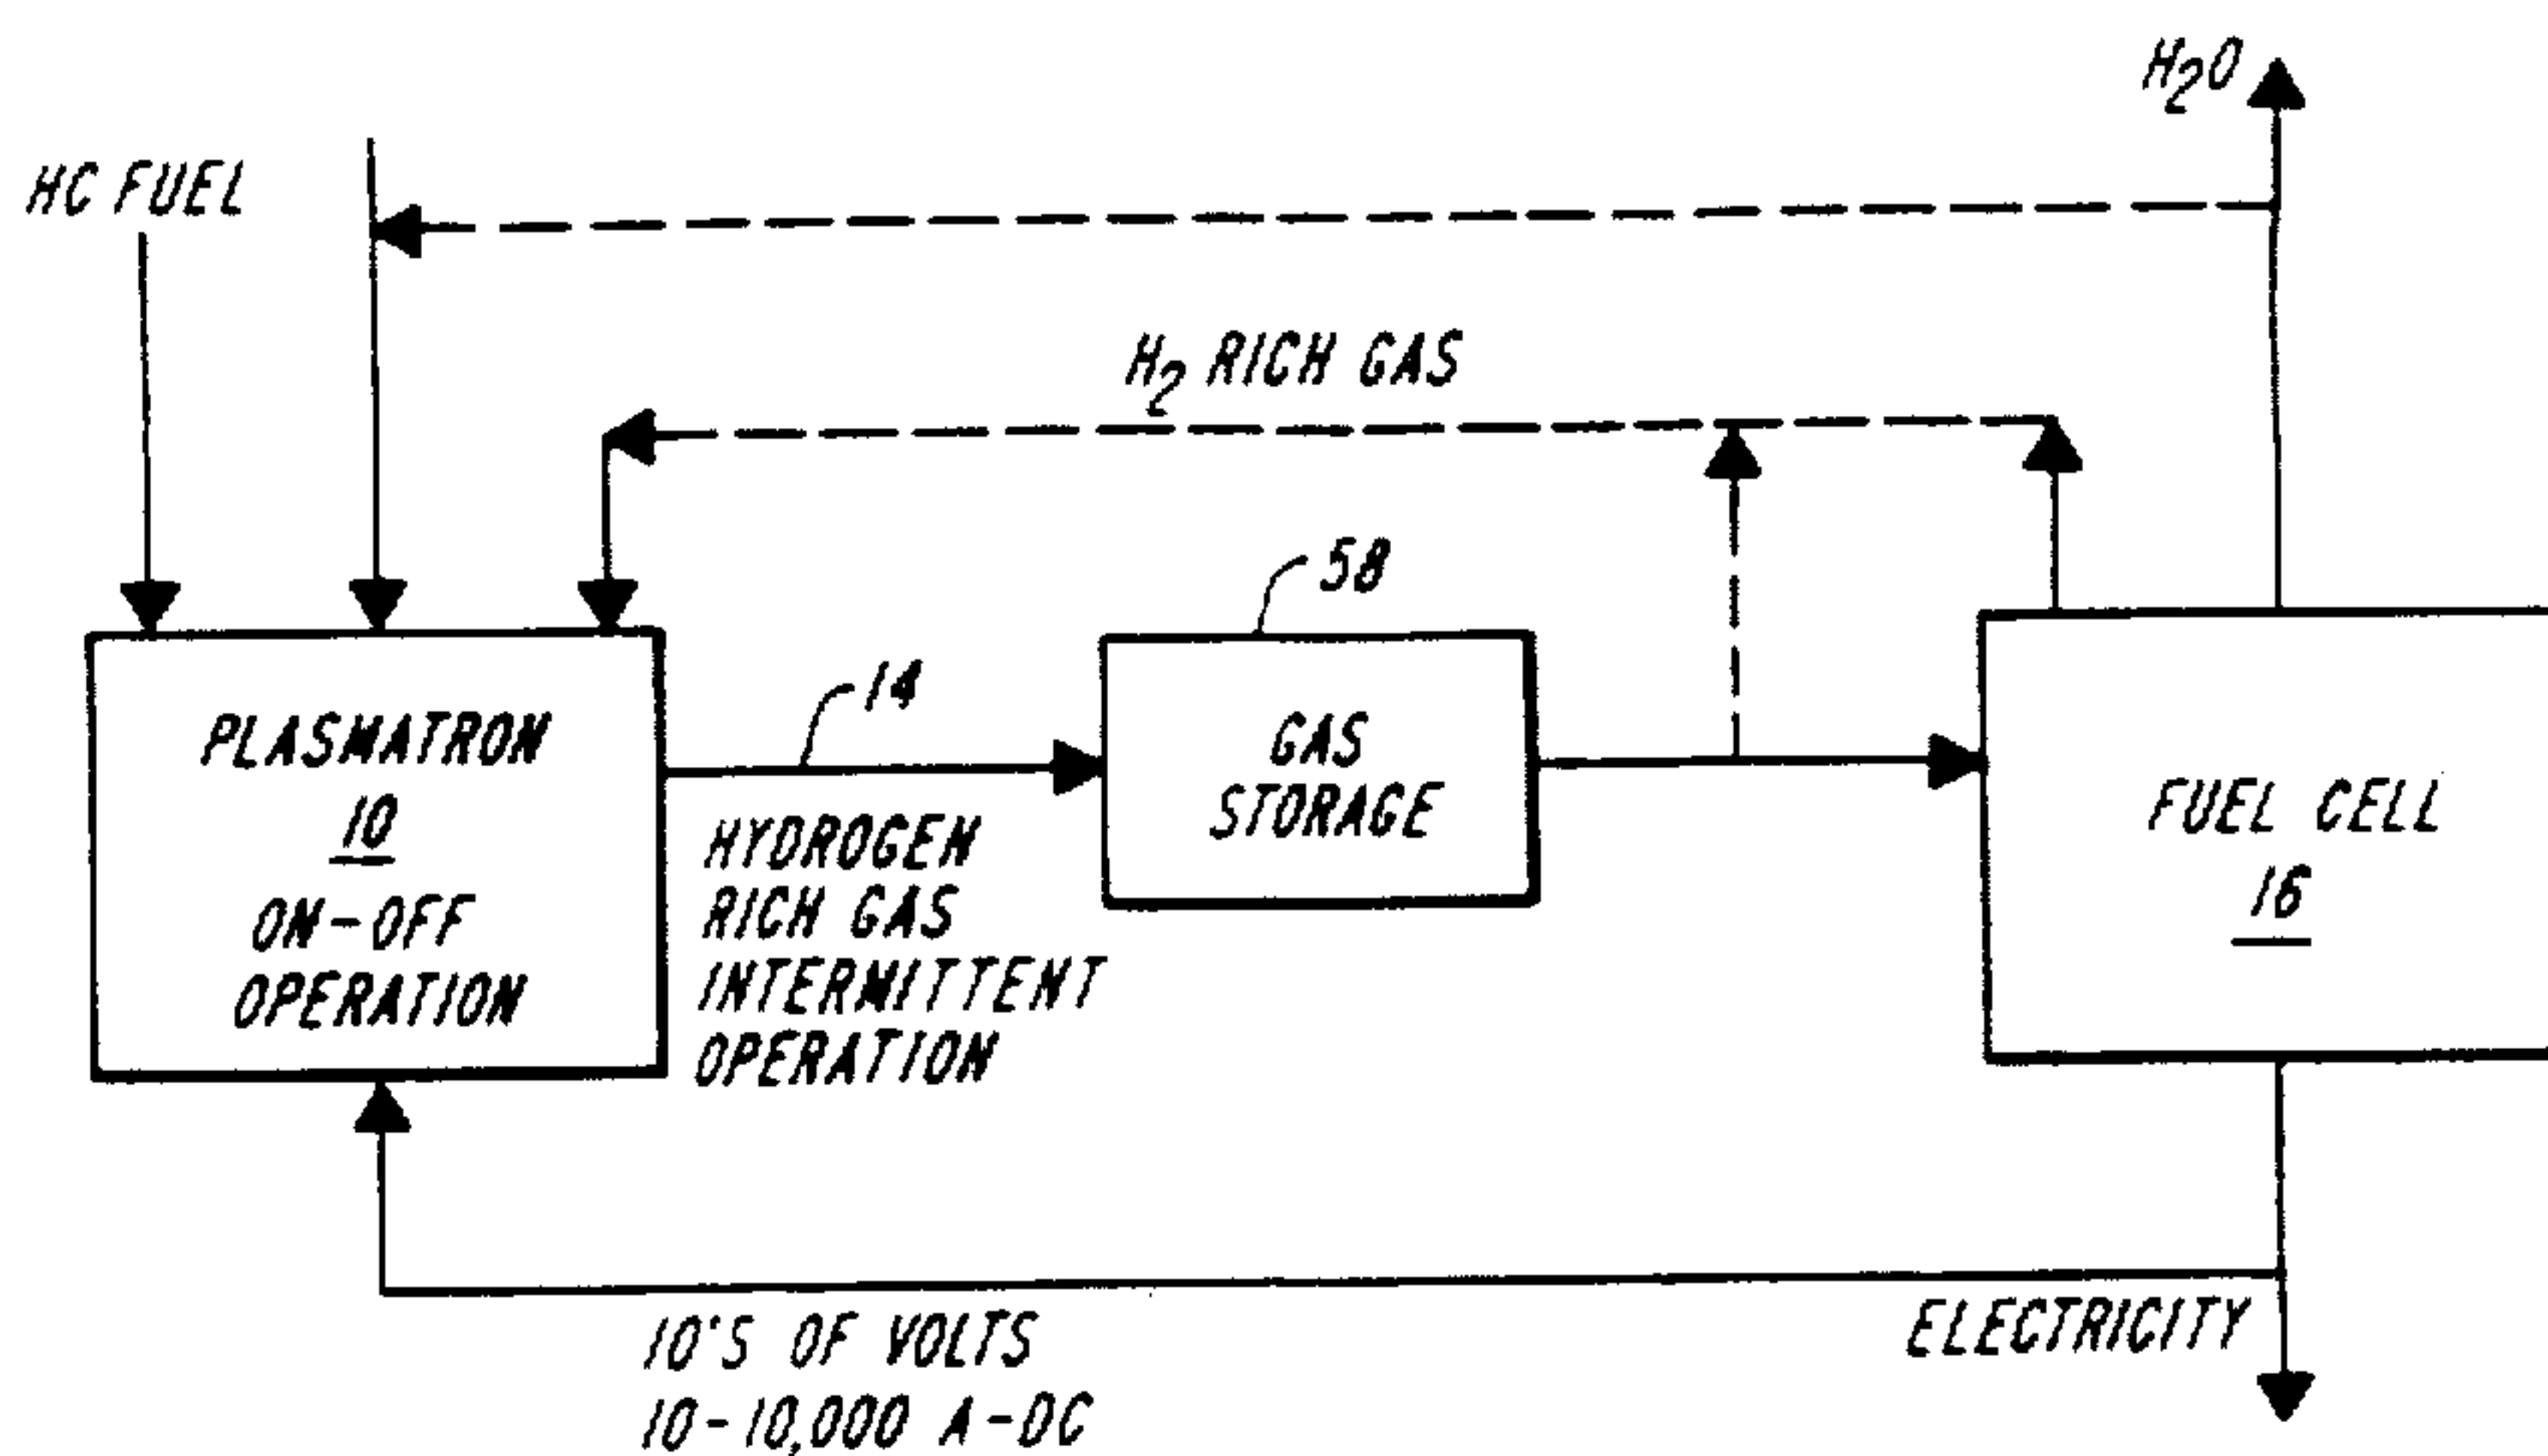 H2O
HC FUEL
H2 RICH GAS
58
14
PLASMATRON
10
ON-OFF
OPERATION
HYDROGEN
RICH GAS
INTERMITTENT
OPERATION
GAS
STORAGE
FUEL CELL
16
10'S OF VOLTS
10-10,000 A-DC
ELECTRICITY